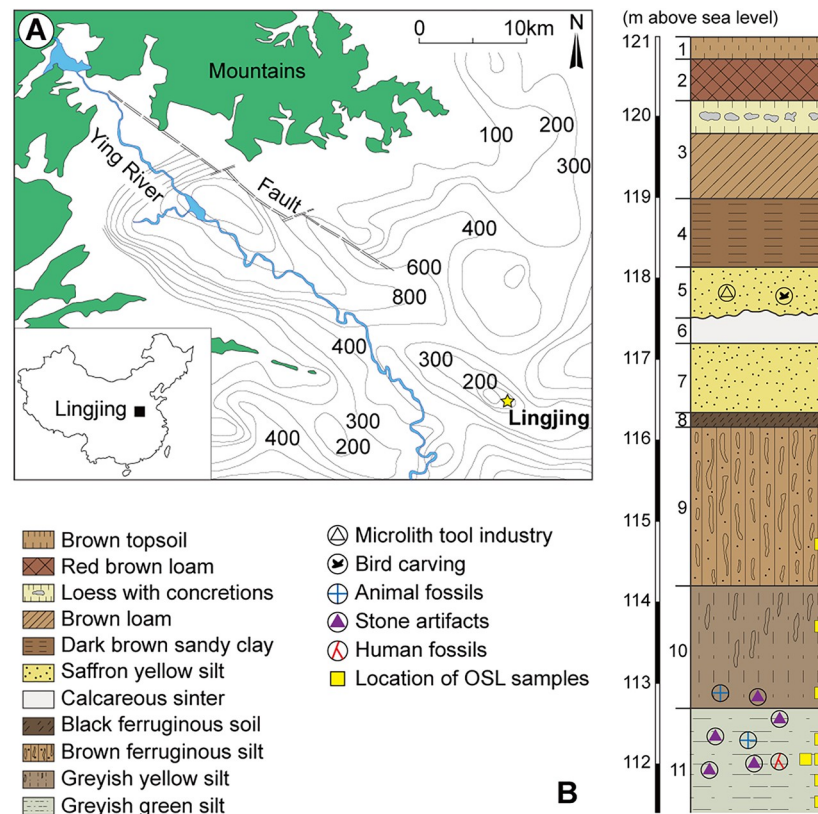 A
0
10km
N
Mountains
Ying River
Fault
100
200
300
400
600
800
400
300
200
Lingjing
300
400
200
Lingjing
(m above sea level)
121
120
119
118
117
116
115
114
113
112
1
2
3
4
5
6
7
8
9
10
11
Brown topsoil
Red brown loam
Loess with concretions
Brown loam
Dark brown sandy clay
Saffron yellow silt
Calcareous sinter
Black ferruginous soil
Brown ferruginous silt
Greyish yellow silt
Greyish green silt
Microlith tool industry
Bird carving
Animal fossils
Stone artifacts
Human fossils
Location of OSL samples
B